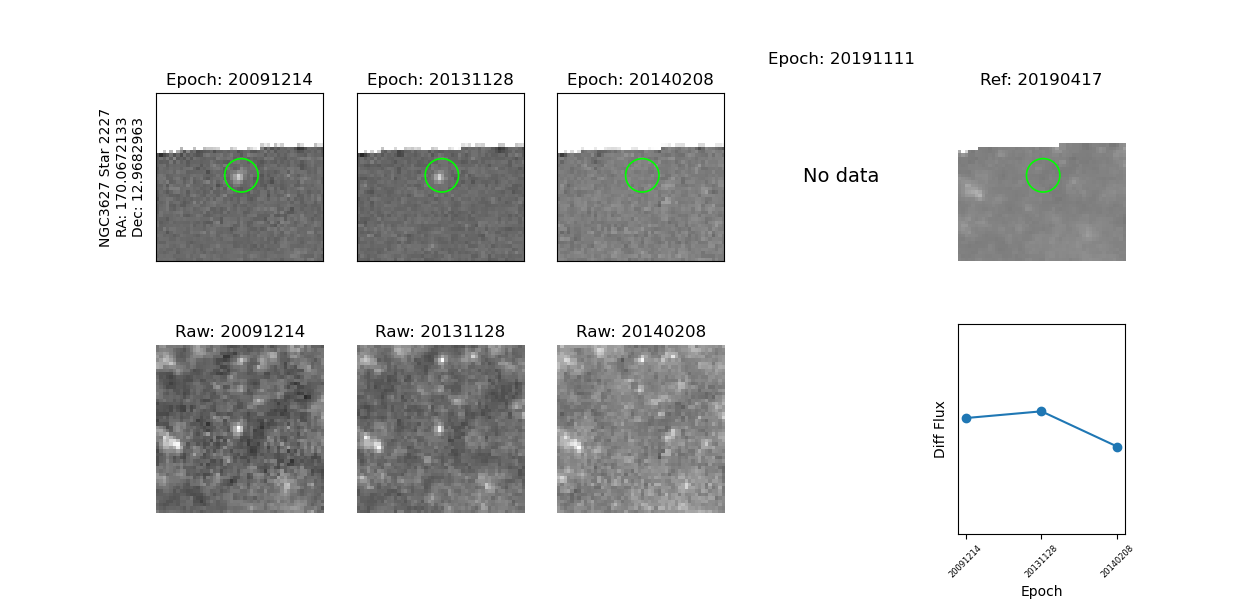 Epoch: 20191111
Epoch: 20091214
Epoch: 20131128
Epoch: 20140208
Ref: 20190417
NGC3627 Star 2227
RA: 170.0672133
Dec: 12.9682963
No data
Raw: 20091214
Raw: 20131128
Raw: 20140208
Diff Flux
20091214
20131128
20140208
Epoch